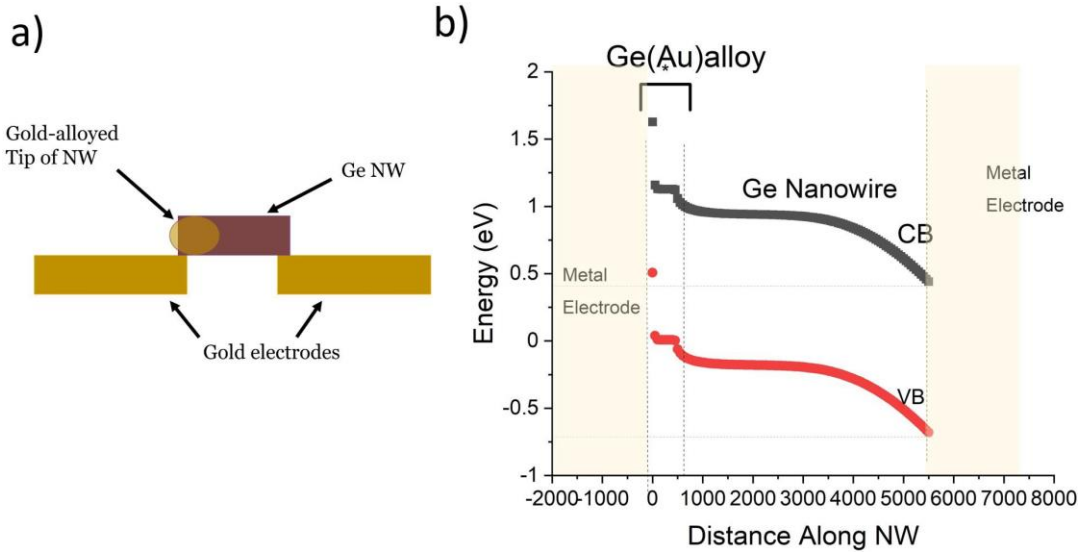 a)
Gold-alloyed
Tip of NW
Ge NW
Gold electrodes
b)
Ge(Au)alloy
*
2
1.5
1
0.5
0
-0.5
-1
Energy (eV)
Metal
Electrode
Ge Nanowire
CB
VB
Metal
Electrode
-2000 -1000 0 1000 2000 3000 4000 5000 6000 7000 8000
Distance Along NW